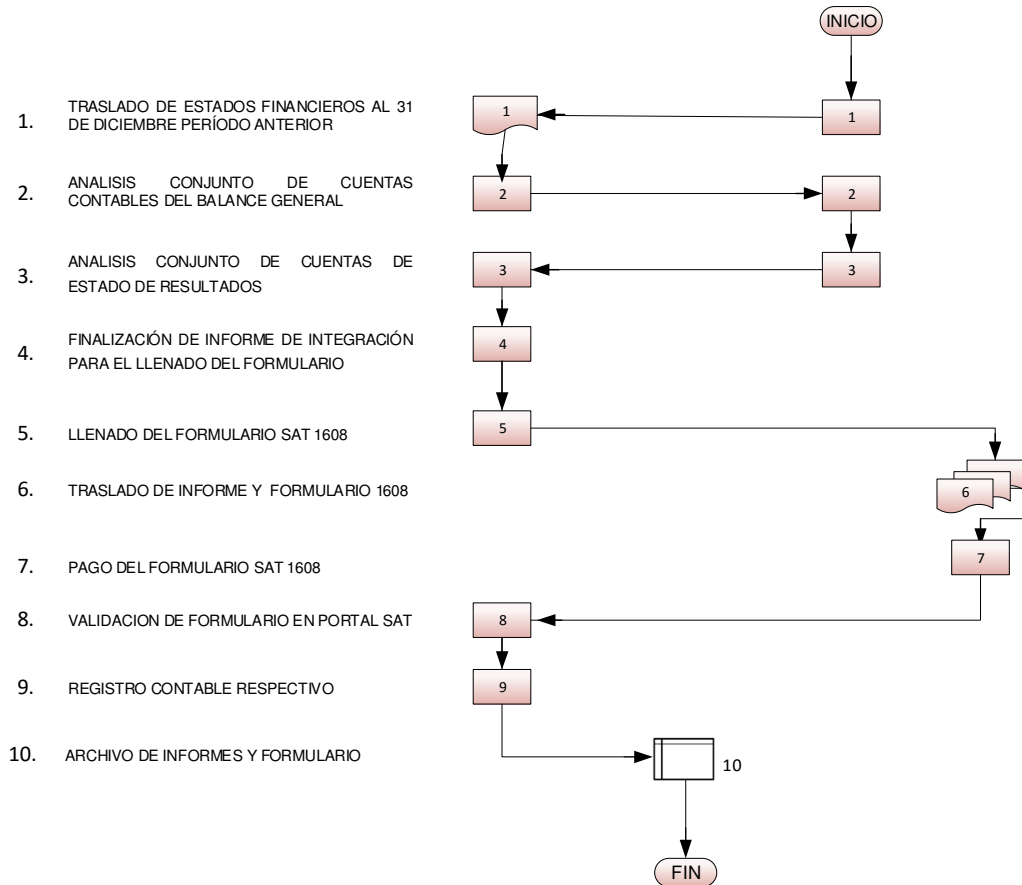 INICIO
1. TRASLADO DE ESTADOS FINANCIEROS AL 31
DE DICIEMBRE PERÍODO ANTERIOR
1
1
2. ANALISIS CONJUNTO DE CUENTAS
CONTABLES DEL BALANCE GENERAL
2
2
3. ANALISIS CONJUNTO DE CUENTAS DE
ESTADO DE RESULTADOS
3
3
4. FINALIZACIÓN DE INFORME DE INTEGRACIÓN
PARA EL LLENADO DEL FORMULARIO
4
5. LLENADO DEL FORMULARIO SAT 1608
5
6. TRASLADO DE INFORME Y FORMULARIO 1608
6
7. PAGO DEL FORMULARIO SAT 1608
7
8. VALIDACION DE FORMULARIO EN PORTAL SAT
8
9. REGISTRO CONTABLE RESPECTIVO
9
10. ARCHIVO DE INFORMES Y FORMULARIO
10
FIN